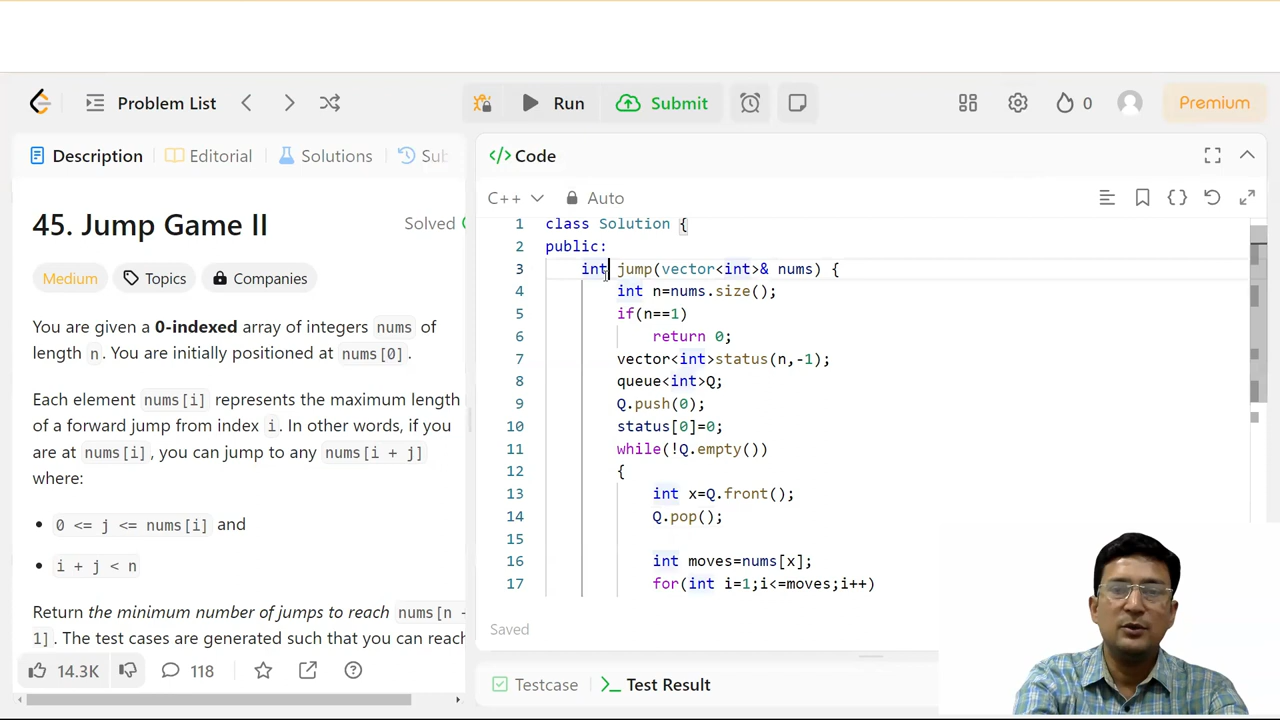 Problem List
Run
Submit
0
Premium
Description
Editorial
Solutions
Sub
</> Code
C++
Auto
45. Jump Game II
Solved
Medium
Topics
Companies
You are given a 0-indexed array of integers nums of
length n. You are initially positioned at nums[0].
Each element nums[i] represents the maximum length
of a forward jump from index i. In other words, if you
are at nums[i], you can jump to any nums[i + j]
where:
• 0 <= j <= nums[i] and
• i + j < n
Return the minimum number of jumps to reach nums[n -
1]. The test cases are generated such that you can reach
14.3K
118
1 class Solution {
2 public:
3 int jump(vector<int>& nums) {
4 int n=nums.size();
5 if(n==1)
6 return 0;
7 vector<int>status(n,-1);
8 queue<int>Q;
9 Q.push(0);
10 status[0]=0;
11 while(!Q.empty())
12 {
13 int x=Q.front();
14 Q.pop();
15
16 int moves=nums[x];
17 for(int i=1;i<=moves;i++)
Saved
Testcase
Test Result